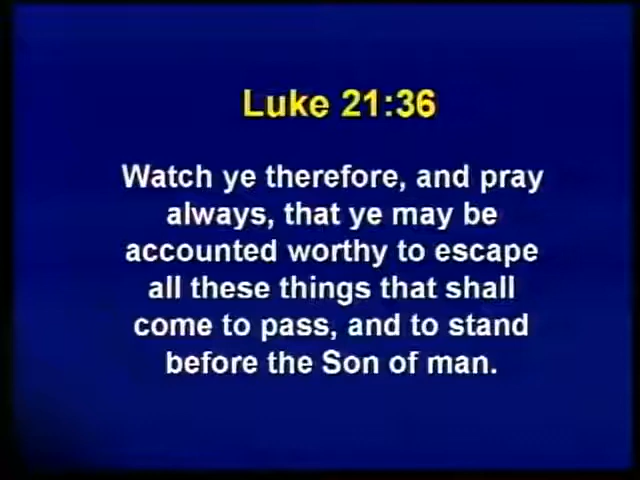 Luke 21:36
Watch ye therefore, and pray
always, that ye may be
accounted worthy to escape
all these things that shall
come to pass, and to stand
before the Son of man.